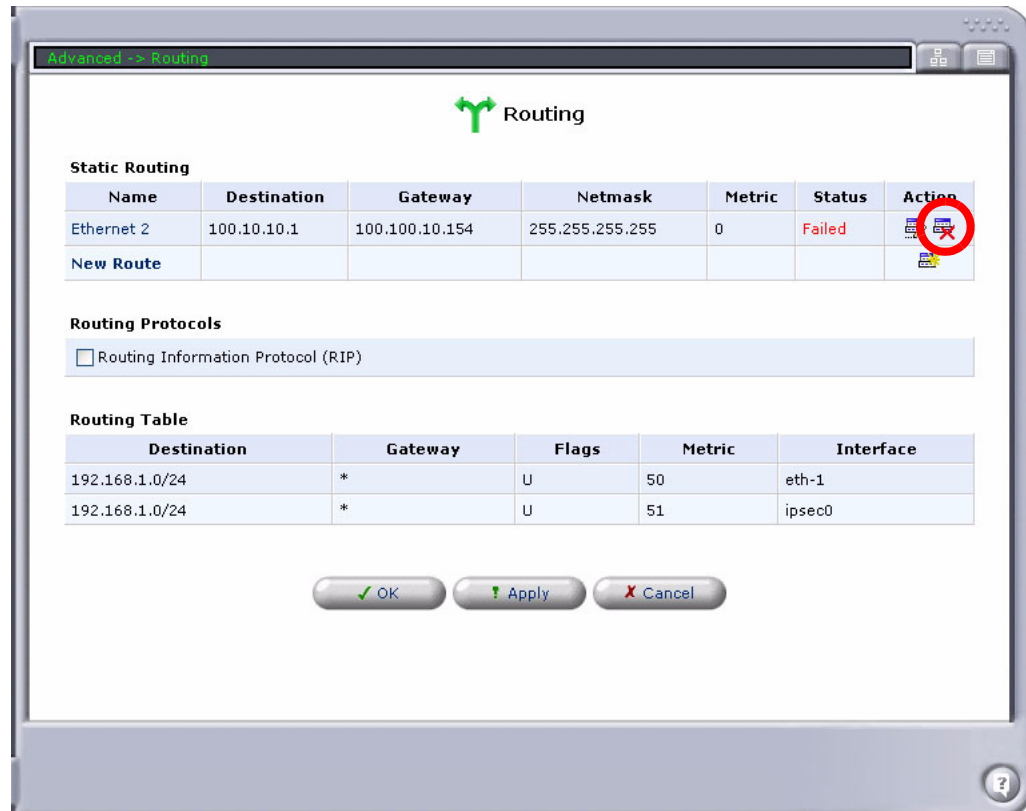 Advanced -> Routing
Routing
Static Routing
Name Destination Gateway Netmask Metric Status Action
Ethernet 2 100.10.10.1 100.100.10.154 255.255.255.255 0 Failed
New Route
Routing Protocols
Routing Information Protocol (RIP)
Routing Table
Destination Gateway Flags Metric Interface
192.168.1.0/24 * U 50 eth-1
192.168.1.0/24 * U 51 ipsec0
OK Apply Cancel
?